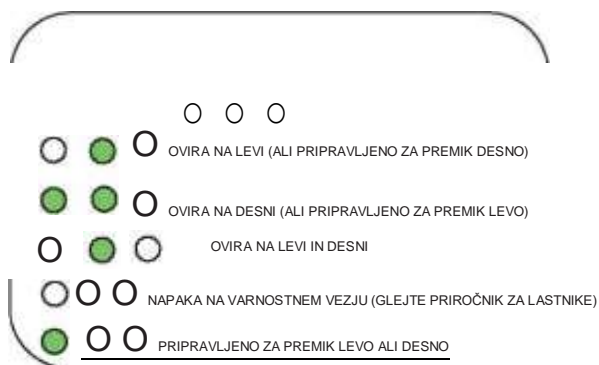 O O O
O OVIRA NA LEVI (ALI PRIPRAVLJENO ZA PREMIK DESNO)
O OVIRA NA DESNI (ALI PRIPRAVLJENO ZA PREMIK LEVO)
O OVIRA NA LEVI IN DESNI
O O NAPAKA NA VARNOSTNEM VEZJU (GLEJTE PRIROČNIK ZA LASTNIKE)
O O PRIPRAVLJENO ZA PREMIK LEVO ALI DESNO